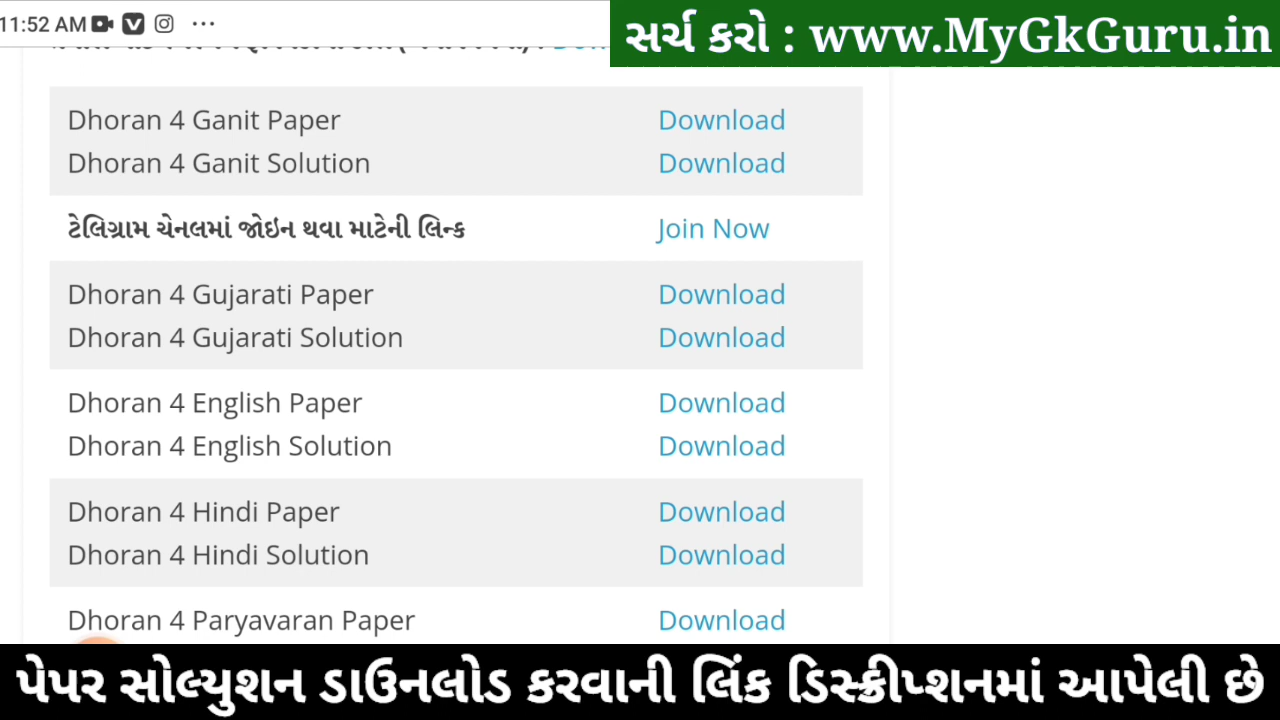 11:52 AM
સર્ચ કરો : www.MyGkGuru.in
Dhoran 4 Ganit Paper Download
Dhoran 4 Ganit Solution Download
ટેલિગ્રામ ચેનલમાં જોઇન થવા માટેની લિન્ક Join Now
Dhoran 4 Gujarati Paper Download
Dhoran 4 Gujarati Solution Download
Dhoran 4 English Paper Download
Dhoran 4 English Solution Download
Dhoran 4 Hindi Paper Download
Dhoran 4 Hindi Solution Download
Dhoran 4 Paryavaran Paper Download
પેપર સોલ્યુશન ડાઉનલોડ કરવાની લિંક ડિસ્ક્રીપ્શનમાં આપેલી છે